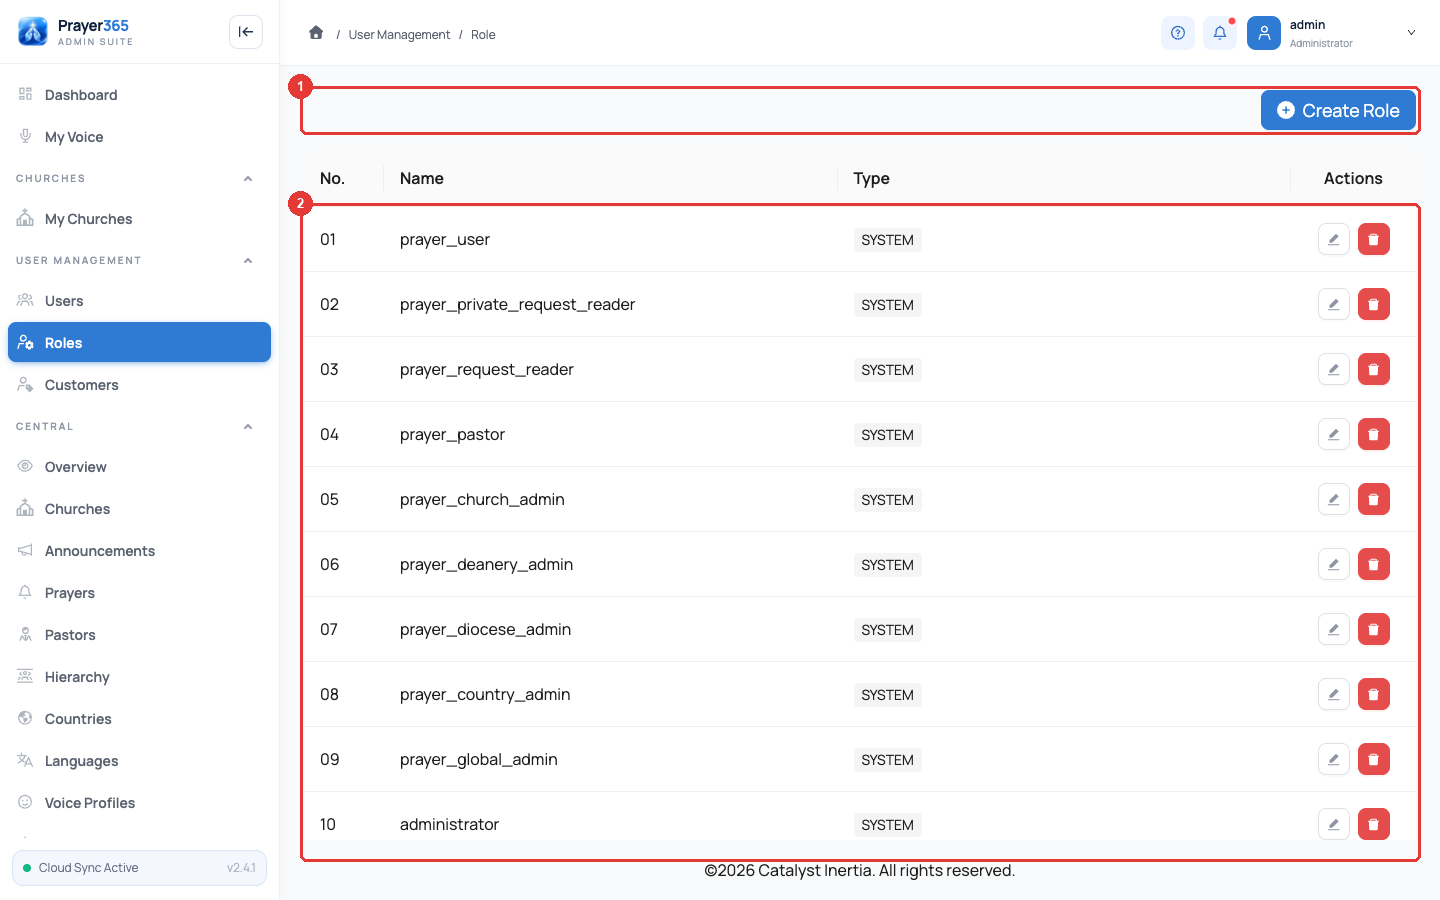 Prayer365
ADMIN SUITE
/ User Management / Role
admin
Administrator
Dashboard
My Voice
CHURCHES
My Churches
USER MANAGEMENT
Users
Roles
Customers
CENTRAL
Overview
Churches
Announcements
Prayers
Pastors
Hierarchy
Countries
Languages
Voice Profiles
Cloud Sync Active v2.4.1
1
Create Role
No. Name Type Actions
2
01 prayer_user SYSTEM
02 prayer_private_request_reader SYSTEM
03 prayer_request_reader SYSTEM
04 prayer_pastor SYSTEM
05 prayer_church_admin SYSTEM
06 prayer_deanery_admin SYSTEM
07 prayer_diocese_admin SYSTEM
08 prayer_country_admin SYSTEM
09 prayer_global_admin SYSTEM
10 administrator SYSTEM
©2026 Catalyst Inertia. All rights reserved.